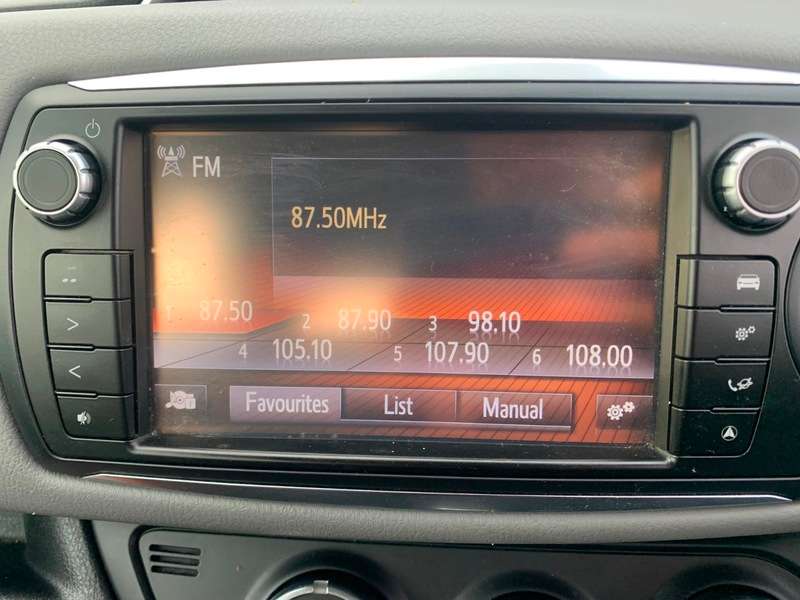 FM
87.50MHz
1 87.50 2 87.90 3 98.10
4 105.10 5 107.90 6 108.00
Favourites List Manual